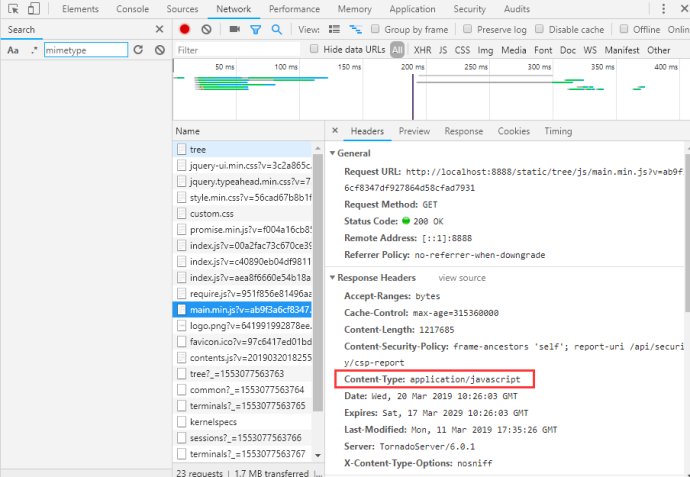 Elements Console Sources Network Performance Memory Application Security Audits
Search
View: Group by frame Preserve log Disable cache Offline Online
Aa .* mimetype
Filter Hide data URLs All XHR JS CSS Img Media Font Doc WS Manifest Other
50 ms 100 ms 150 ms 200 ms 250 ms 300 ms 350 ms 400 ms
Name
tree
jquery-ui.min.css?v=3c2a865c.
jquery.typeahead.min.css?v=7
style.min.css?v=56cad67b8b1f
custom.css
promise.min.js?v=f004a16cb85
index.js?v=00a2fac73c670ce39
index.js?v=c40890eb04df9811
index.js?v=aea8f6660e54b18a
require.js?v=951f856e81496aa
main.min.js?v=ab9f3a6cf8347.
logo.png?v=641991992878ee.
favicon.ico?v=97c6417ed01bd
contents.js?v=2019032018255
tree?_=1553077563763
common?_=1553077563764
terminals?_=1553077563765
kernelspecs
sessions?_=1553077563766
terminals?_=1553077563767
23 requests 1.7 MB transferred ...
Headers Preview Response Cookies Timing
General
Request URL: http://localhost:8888/static/tree/js/main.min.js?v=ab9f
6cf8347df927864d58cfad7931
Request Method: GET
Status Code: 200 OK
Remote Address: [::1]:8888
Referrer Policy: no-referrer-when-downgrade
Response Headers view source
Accept-Ranges: bytes
Cache-Control: max-age=315360000
Content-Length: 1217685
Content-Security-Policy: frame-ancestors 'self'; report-uri /api/securi
y/csp-report
Content-Type: application/javascript
Date: Wed, 20 Mar 2019 10:26:03 GMT
Expires: Sat, 17 Mar 2029 10:26:03 GMT
Last-Modified: Mon, 11 Mar 2019 17:35:26 GMT
Server: TornadoServer/6.0.1
X-Content-Type-Options: nosniff